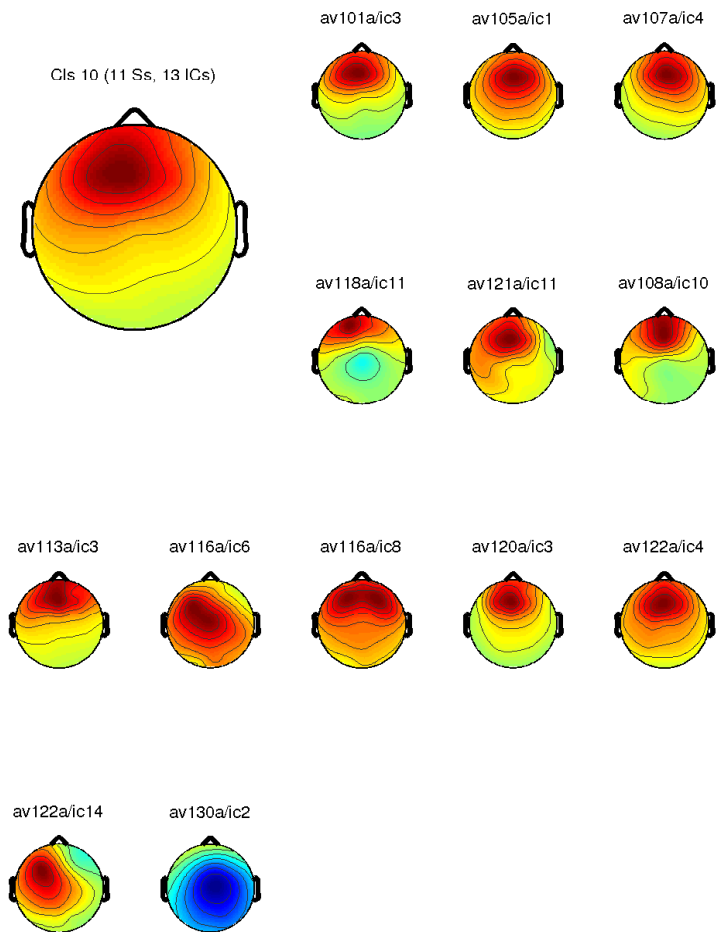 av101a/ic3 av105a/ic1 av107a/ic4
Cls 10 (11 Ss, 13 ICs)
av118a/ic11 av121a/ic11 av108a/ic10
av113a/ic3 av116a/ic6 av116a/ic8 av120a/ic3 av122a/ic4
av122a/ic14 av130a/ic2